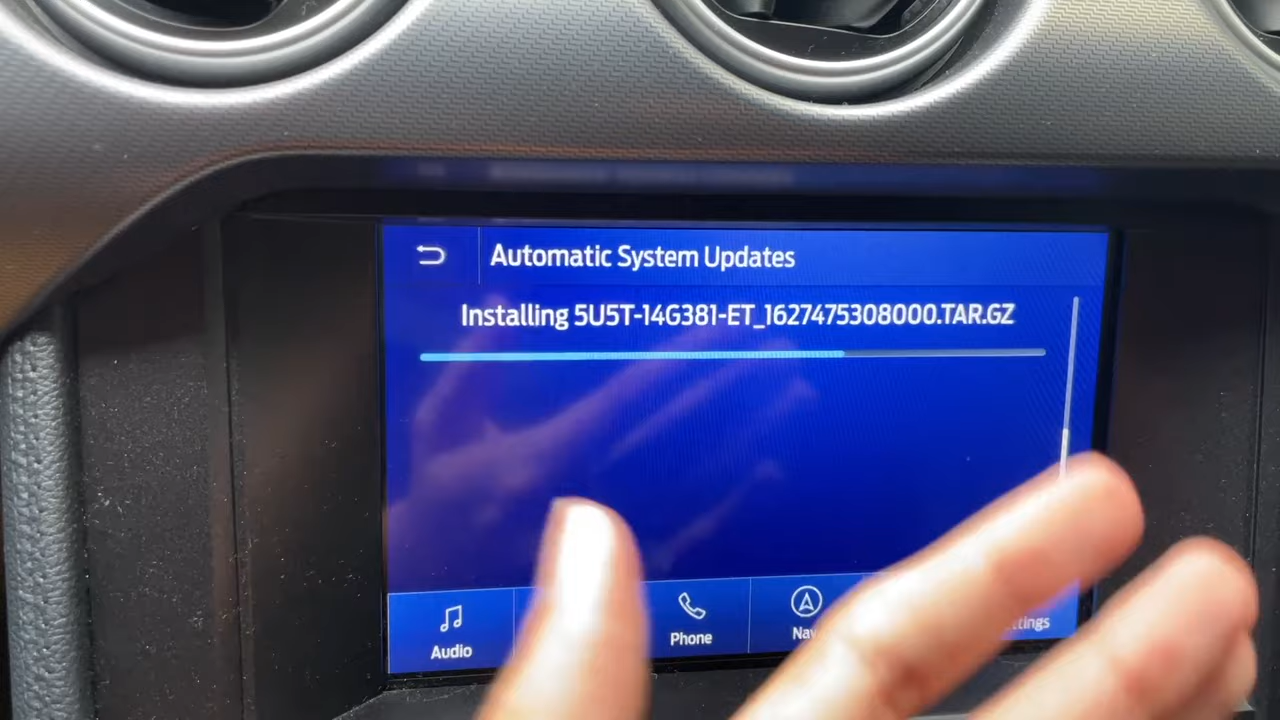 Automatic System Updates
Installing 5U5T-14G381-ET_1627475308000.TAR.GZ
Audio
Phone